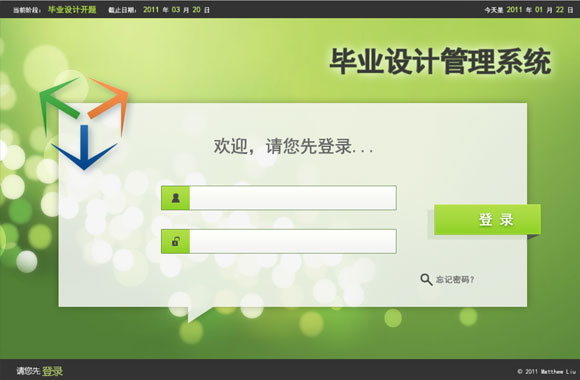 当前阶段： 毕业设计开题 截止日期： 2011 年 03 月 20 日 今天是 2011 年 01 月 22 日
毕业设计管理系统
欢迎，请您先登录...
登 录
忘记密码?
请您先 登录 © 2011 Matthew Liu